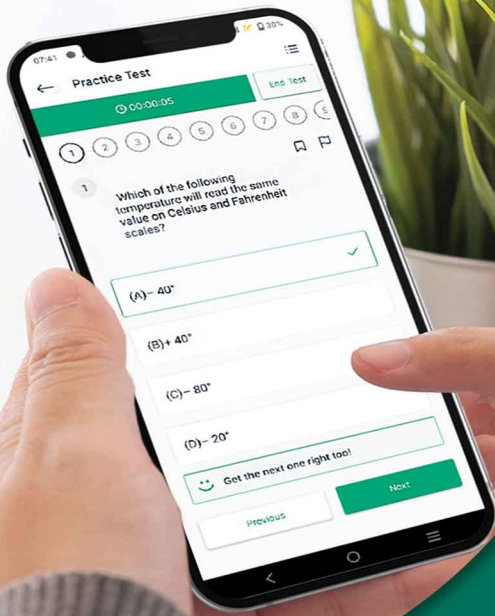 07:41 30%
Practice Test
00:00:05 End Test
1 2 3 4 5 6 7 8
1
Which of the following
temperature will read the same
value on Celsius and Fahrenheit
scales?
(A)– 40°
(B)+ 40°
(C)– 80°
(D)– 20°
Get the next one right too!
Previous Next